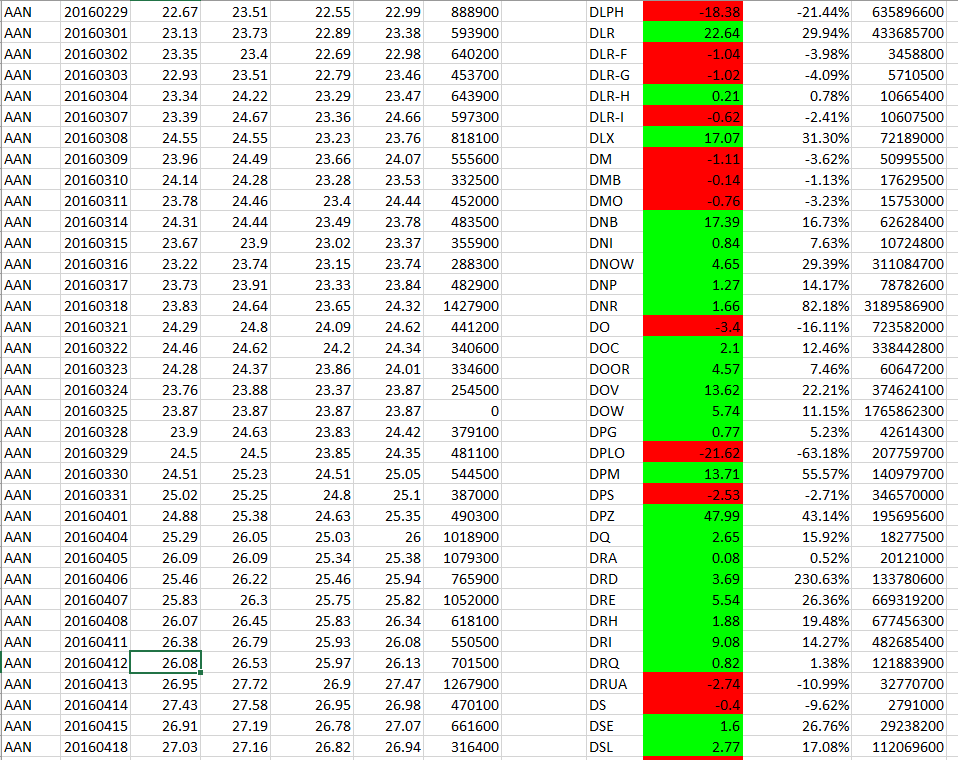 AAN 20160229 22.67 23.51 22.55 22.99 888900 DLPH -18.38 -21.44% 635896600
AAN 20160301 23.13 23.73 22.89 23.38 593900 DLR 22.64 29.94% 433685700
AAN 20160302 23.35 23.4 22.69 22.98 640200 DLR-F -1.04 -3.98% 3458800
AAN 20160303 22.93 23.51 22.79 23.46 453700 DLR-G -1.02 -4.09% 5710500
AAN 20160304 23.34 24.22 23.29 23.47 643900 DLR-H 0.21 0.78% 10665400
AAN 20160307 23.39 24.67 23.36 24.66 597300 DLR-I -0.62 -2.41% 10607500
AAN 20160308 24.55 24.55 23.23 23.76 818100 DLX 17.07 31.30% 72189000
AAN 20160309 23.96 24.49 23.66 24.07 555600 DM -1.11 -3.62% 50995500
AAN 20160310 24.14 24.28 23.28 23.53 332500 DMB -0.14 -1.13% 17629500
AAN 20160311 23.78 24.46 23.4 24.44 452000 DMO -0.76 -3.23% 15753000
AAN 20160314 24.31 24.44 23.49 23.78 483500 DNB 17.39 16.73% 62628400
AAN 20160315 23.67 23.9 23.02 23.37 355900 DNI 0.84 7.63% 10724800
AAN 20160316 23.22 23.74 23.15 23.74 288300 DNOW 4.65 29.39% 311084700
AAN 20160317 23.73 23.91 23.33 23.84 482900 DNP 1.27 14.17% 78782600
AAN 20160318 23.83 24.64 23.65 24.32 1427900 DNR 1.66 82.18% 3189586900
AAN 20160321 24.29 24.8 24.09 24.62 441200 DO -3.4 -16.11% 723582000
AAN 20160322 24.46 24.62 24.2 24.34 340600 DOC 2.1 12.46% 338442800
AAN 20160323 24.28 24.37 23.86 24.01 334600 DOOR 4.57 7.46% 60647200
AAN 20160324 23.76 23.88 23.37 23.87 254500 DOV 13.62 22.21% 374624100
AAN 20160325 23.87 23.87 23.87 23.87 0 DOW 5.74 11.15% 1765862300
AAN 20160328 23.9 24.63 23.83 24.42 379100 DPG 0.77 5.23% 42614300
AAN 20160329 24.5 24.5 23.85 24.35 481100 DPLO -21.62 -63.18% 207759700
AAN 20160330 24.51 25.23 24.51 25.05 544500 DPM 13.71 55.57% 140979700
AAN 20160331 25.02 25.25 24.8 25.1 387000 DPS -2.53 -2.71% 346570000
AAN 20160401 24.88 25.38 24.63 25.35 490300 DPZ 47.99 43.14% 195695600
AAN 20160404 25.29 26.05 25.03 26 1018900 DQ 2.65 15.92% 18277500
AAN 20160405 26.09 26.09 25.34 25.38 1079300 DRA 0.08 0.52% 20121000
AAN 20160406 25.46 26.22 25.46 25.94 765900 DRD 3.69 230.63% 133780600
AAN 20160407 25.83 26.3 25.75 25.82 1052000 DRE 5.54 26.36% 669319200
AAN 20160408 26.07 26.45 25.83 26.34 618100 DRH 1.88 19.48% 677456300
AAN 20160411 26.38 26.79 25.93 26.08 550500 DRI 9.08 14.27% 482685400
AAN 20160412 26.08 26.53 25.97 26.13 701500 DRQ 0.82 1.38% 121883900
AAN 20160413 26.95 27.72 26.9 27.47 1267900 DRUA -2.74 -10.99% 32770700
AAN 20160414 27.43 27.58 26.95 26.98 470100 DS -0.4 -9.62% 2791000
AAN 20160415 26.91 27.19 26.78 27.07 661600 DSE 1.6 26.76% 29238200
AAN 20160418 27.03 27.16 26.82 26.94 316400 DSL 2.77 17.08% 112069600